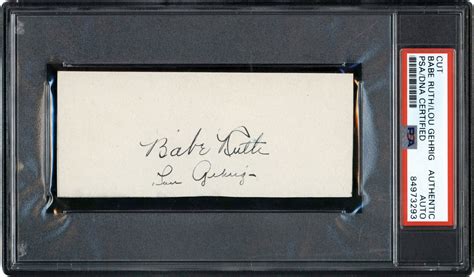 Babe Ruth
Lou Gehrig
CUT
BABE RUTH/LOU GEHRIG
PSA/DNA CERTIFIED
AUTHENTIC
AUTO
84973293
PSA